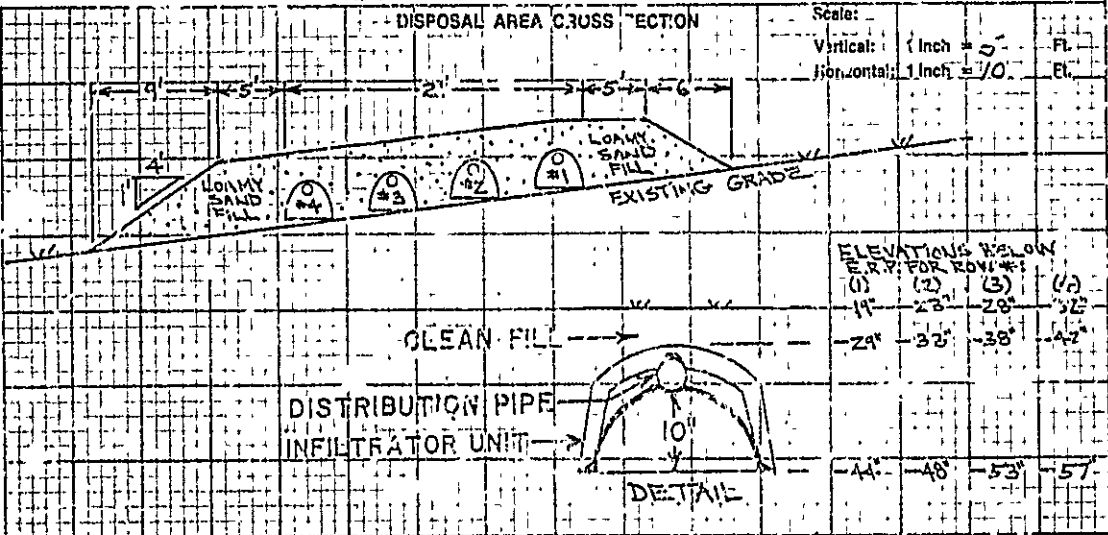 DISPOSAL AREA CROSS SECTION
Scale:
Vertical: 1 Inch = 5' Ft.
Horizontal: 1 Inch = 10' Ft.
9' 5' 5' 6'
4'
1'
LOAMY
SAND
FILL
#4
#3
#2
#1
LOAMY
SAND
FILL
EXISTING GRADE
ELEVATIONS BELOW
E.R.P. FOR ROW #:
(1) (2) (3) (4)
19" 23" 28" 32"
CLEAN FILL
-29" -33" -38" -42"
DISTRIBUTION PIPE
INFILTRATOR UNIT
10"
-44" -48" -53" -57"
DETAIL